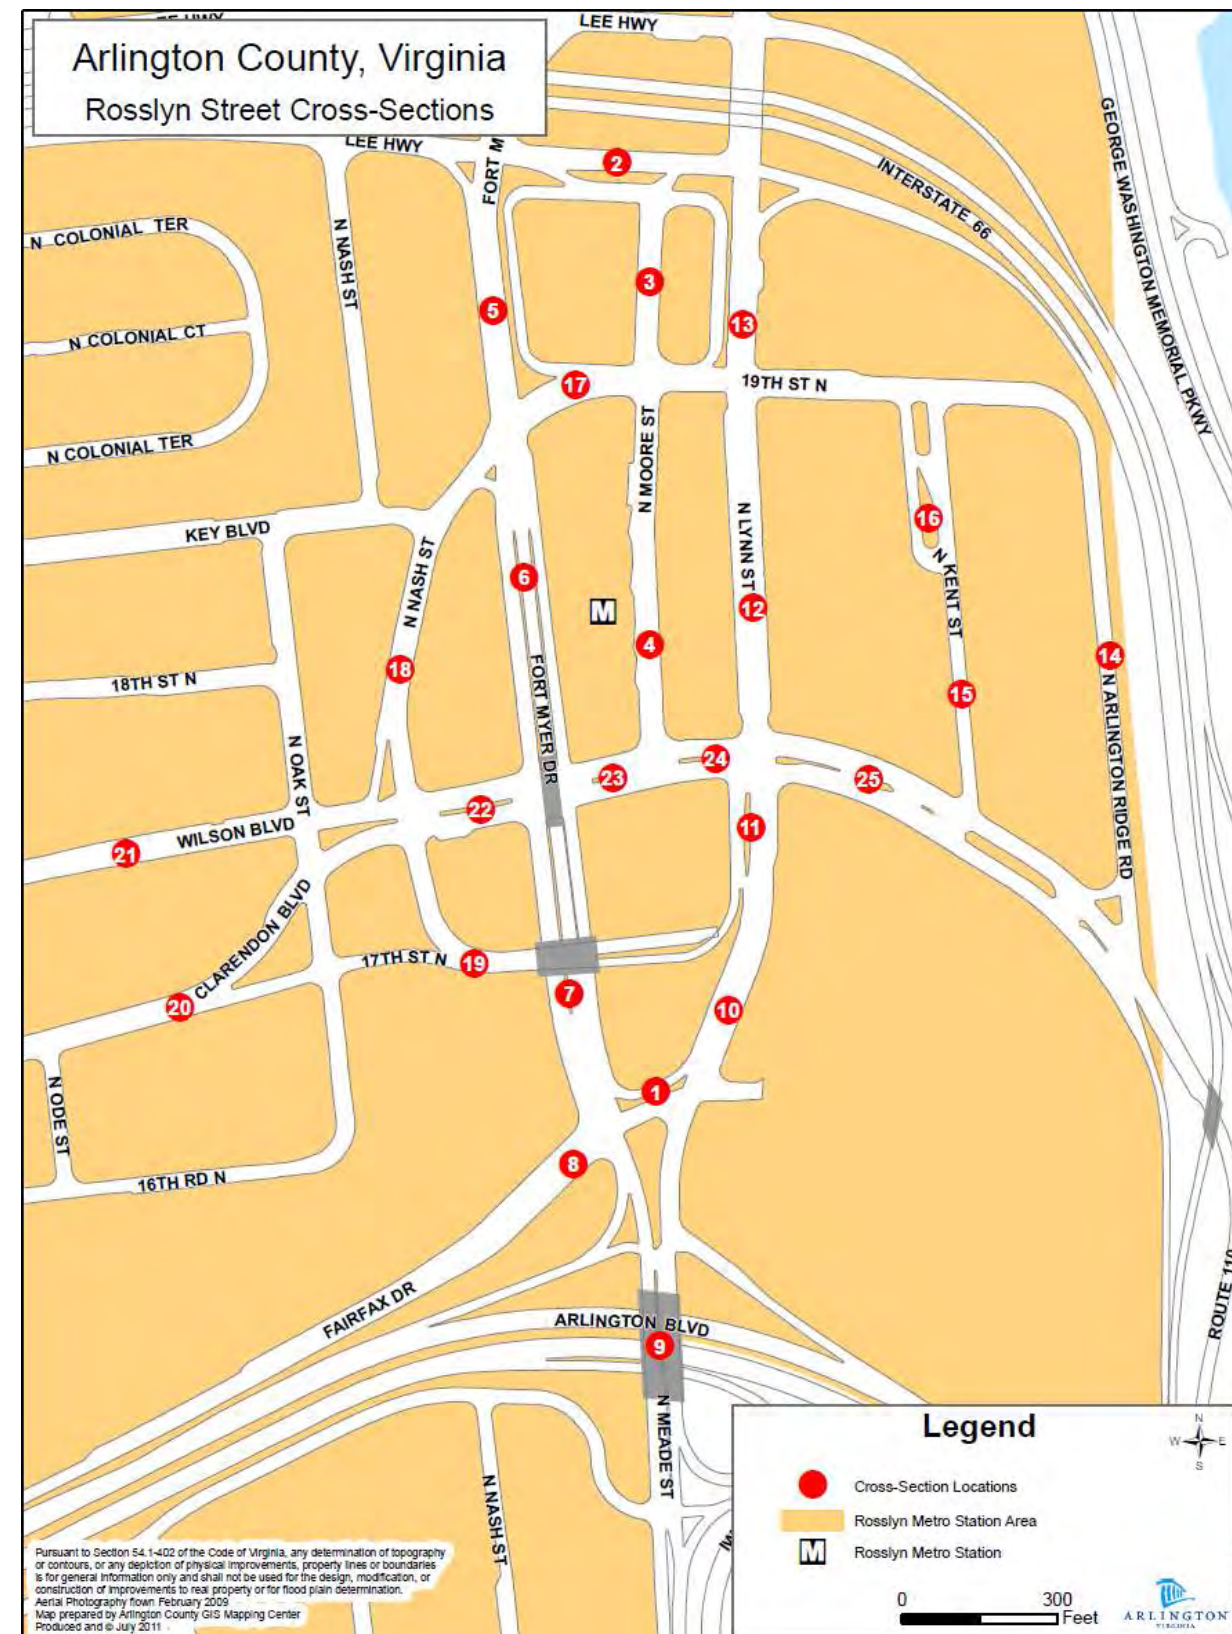 LEE HWY
LEE HWY
Arlington County, Virginia
Rosslyn Street Cross-Sections
LEE HWY
FORT M
2
GEORGE WASHINGTON MEMORIAL PKWY
INTERSTATE 66
N COLONIAL TER
N NASH ST
3
5
13
N COLONIAL CT
17
19TH ST N
N COLONIAL TER
N MOORE ST
KEY BLVD
16
N LYNN ST
N NASH ST
6
N KENT ST
M
12
4
14
18
18TH ST N
15
FORT MYER DR
N ARLINGTON RIDGE RD
N OAK ST
24
23
25
22
11
WILSON BLVD
21
CLARENDON BLVD
17TH ST N
19
7
20
10
N ODE ST
1
8
16TH RD N
ROUTE 110
FAIRFAX DR
ARLINGTON BLVD
9
N MEADE ST
N NASH ST
Legend
N
W E
S
Cross-Section Locations
Rosslyn Metro Station Area
M Rosslyn Metro Station
0 300
Feet
ARLINGTON
VIRGINIA
Pursuant to Section 54.1-402 of the Code of Virginia, any determination of topography
or contours, or any depiction of physical improvements, property lines or boundaries
is for general information only and shall not be used for the design, modification, or
construction of improvements to real property or for flood plain determination.
Aerial Photography flown February 2009
Map prepared by Arlington County GIS Mapping Center
Produced and © July 2011